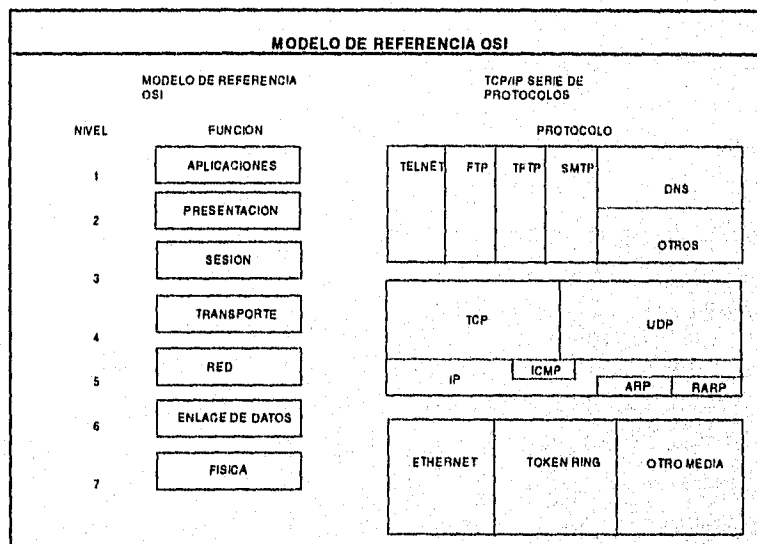 MODELO DE REFERENCIA OSI
MODELO DE REFERENCIA
OSI
TCP/IP SERIE DE
PROTOCOLOS
NIVEL FUNCION PROTOCOLO
1 APLICACIONES
2 PRESENTACION
3 SESION
4 TRANSPORTE
5 RED
6 ENLACE DE DATOS
7 FISICA
TELNET FTP TFTP SMTP
DNS
OTROS
TCP UDP
IP ICMP
ARP RARP
ETHERNET TOKEN RING OTRO MEDIA